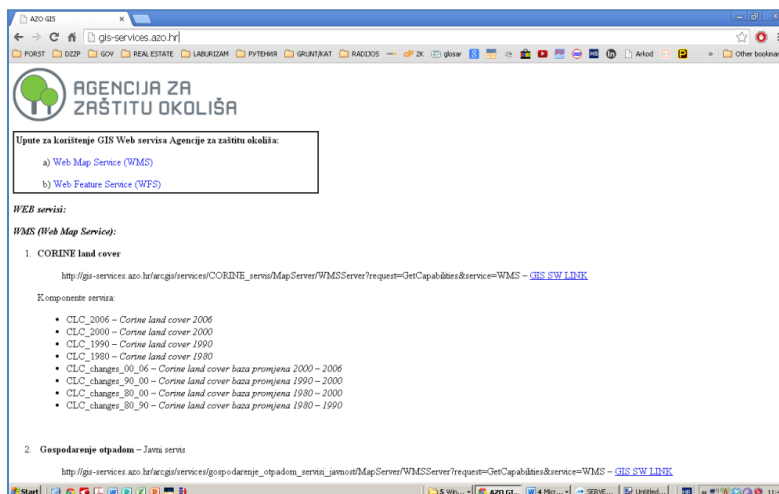 AZO GIS
gis-services.azo.hr
FORST DZZP GOV REAL ESTATE LABURIZAM РУТЕНИЯ GRUNT/KAT RADIJOS 2K glosar Arkod Other bookmar
AGENCIJA ZA
ZAŠTITU OKOLIŠA
Upute za korištenje GIS Web servisa Agencije za zaštitu okoliša:
a) Web Map Service (WMS)
b) Web Feature Service (WFS)
WEB servisi:
WMS (Web Map Service):
1. CORINE land cover
http://gis-services.azo.hr/arcgis/services/CORINE_servis/MapServer/WMSServer?request=GetCapabilities&service=WMS – GIS SW LINK
Komponente servisa:
• CLC_2006 – Corine land cover 2006
• CLC_2000 – Corine land cover 2000
• CLC_1990 – Corine land cover 1990
• CLC_1980 – Corine land cover 1980
• CLC_changes_00_06 – Corine land cover baza promjena 2000 – 2006
• CLC_changes_90_00 – Corine land cover baza promjena 1990 – 2000
• CLC_changes_80_00 – Corine land cover baza promjena 1980 – 2000
• CLC_changes_80_90 – Corine land cover baza promjena 1980 – 1990
2. Gospodarenje otpadom – Javni servis
http://gis-services.azo.hr/arcgis/services/gospodarenje_otpadom_servisi_javnost/MapServer/WMSServer?request=GetCapabilities&service=WMS – GIS SW LINK
Start 5 Win... AZO GI... 4 Micr... SERVE... Untitled...